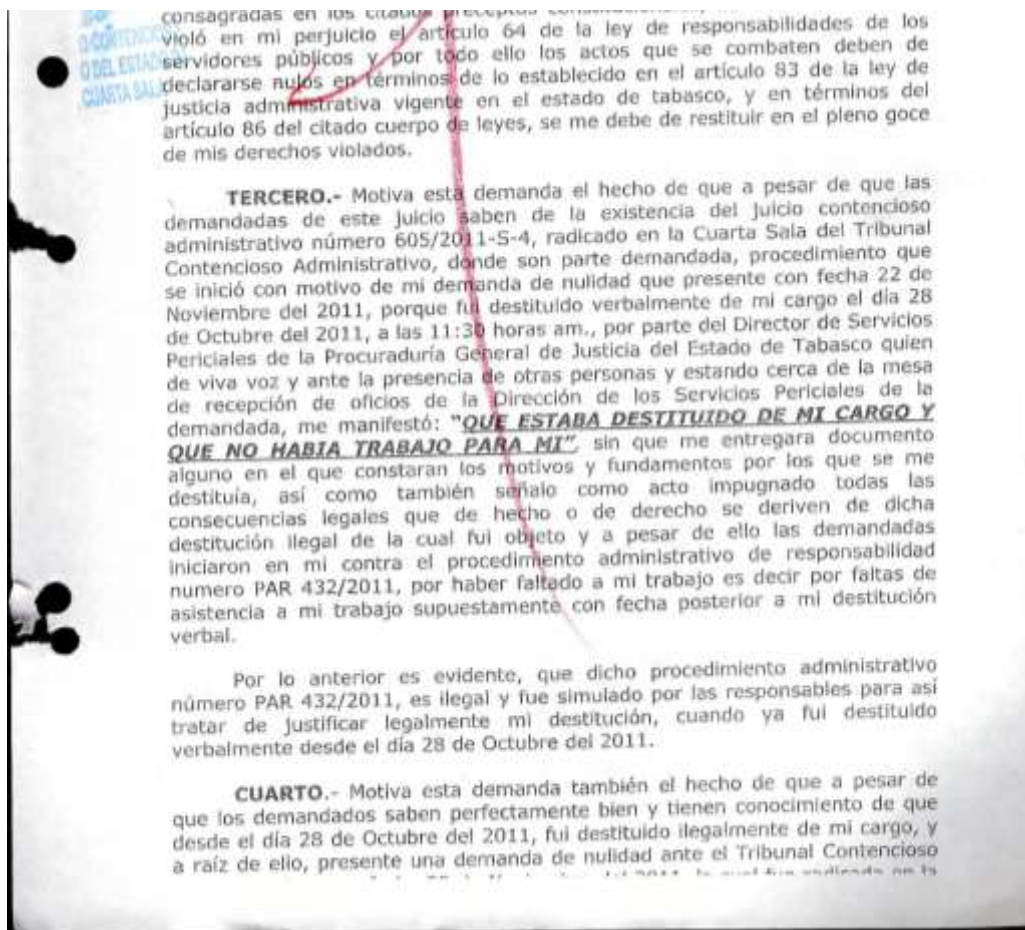 O CONTENCIOSO
O DEL ESTADO
CUARTA SALA
consagradas en los citados preceptos
violó en mi perjuicio el artículo 64 de la ley de responsabilidades de los
servidores públicos y por todo ello los actos que se combaten deben de
declararse nulos en términos de lo establecido en el artículo 83 de la ley de
justicia administrativa vigente en el estado de tabasco, y en términos del
artículo 86 del citado cuerpo de leyes, se me debe de restituir en el pleno goce
de mis derechos violados.
TERCERO.- Motiva esta demanda el hecho de que a pesar de que las
demandadas de este juicio saben de la existencia del juicio contencioso
administrativo número 605/2011-S-4, radicado en la Cuarta Sala del Tribunal
Contencioso Administrativo, donde son parte demandada, procedimiento que
se inició con motivo de mi demanda de nulidad que presente con fecha 22 de
Noviembre del 2011, porque fui destituido verbalmente de mi cargo el día 28
de Octubre del 2011, a las 11:30 horas am., por parte del Director de Servicios
Periciales de la Procuraduría General de Justicia del Estado de Tabasco quien
de viva voz y ante la presencia de otras personas y estando cerca de la mesa
de recepción de oficios de la Dirección de los Servicios Periciales de la
demandada, me manifestó: "QUE ESTABA DESTITUIDO DE MI CARGO Y
QUE NO HABIA TRABAJO PARA MI", sin que me entregara documento
alguno en el que constaran los motivos y fundamentos por los que se me
destituía, así como también señalo como acto impugnado todas las
consecuencias legales que de hecho o de derecho se deriven de dicha
destitución ilegal de la cual fui objeto y a pesar de ello las demandadas
iniciaron en mi contra el procedimiento administrativo de responsabilidad
numero PAR 432/2011, por haber faltado a mi trabajo es decir por faltas de
asistencia a mi trabajo supuestamente con fecha posterior a mi destitución
verbal.
Por lo anterior es evidente, que dicho procedimiento administrativo
número PAR 432/2011, es ilegal y fue simulado por las responsables para así
tratar de justificar legalmente mi destitución, cuando ya fui destituido
verbalmente desde el día 28 de Octubre del 2011.
CUARTO.- Motiva esta demanda también el hecho de que a pesar de
que los demandados saben perfectamente bien y tienen conocimiento de que
desde el día 28 de Octubre del 2011, fui destituido ilegalmente de mi cargo, y
a raíz de ello, presente una demanda de nulidad ante el Tribunal Contencioso